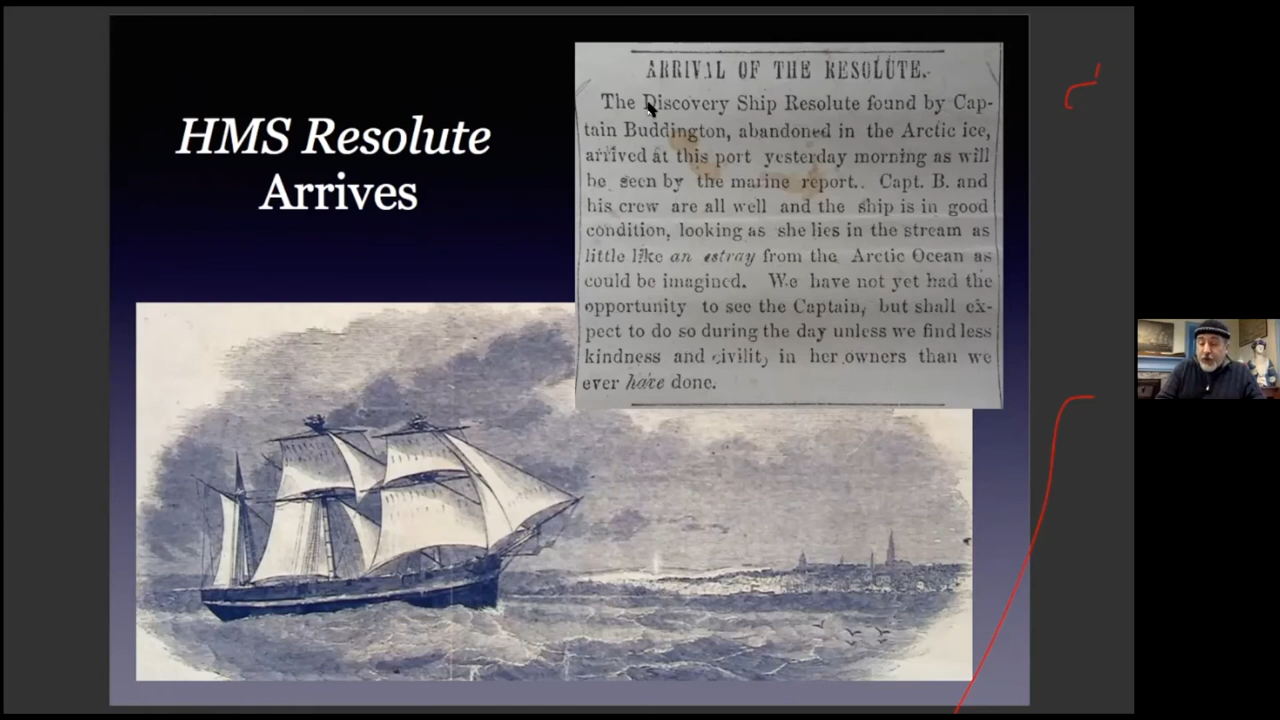 HMS Resolute
Arrives
ARRIVAL OF THE RESOLUTE.
The Discovery Ship Resolute found by Cap-
tain Buddington, abandoned in the Arctic ice,
arrived at this port yesterday morning as will
be seen by the marine report. Capt. B. and
his crew are all well and the ship is in good
condition, looking as she lies in the stream as
little like an estray from the Arctic Ocean as
could be imagined. We have not yet had the
opportunity to see the Captain, but shall ex-
pect to do so during the day unless we find less
kindness and civility in her owners than we
ever have done.